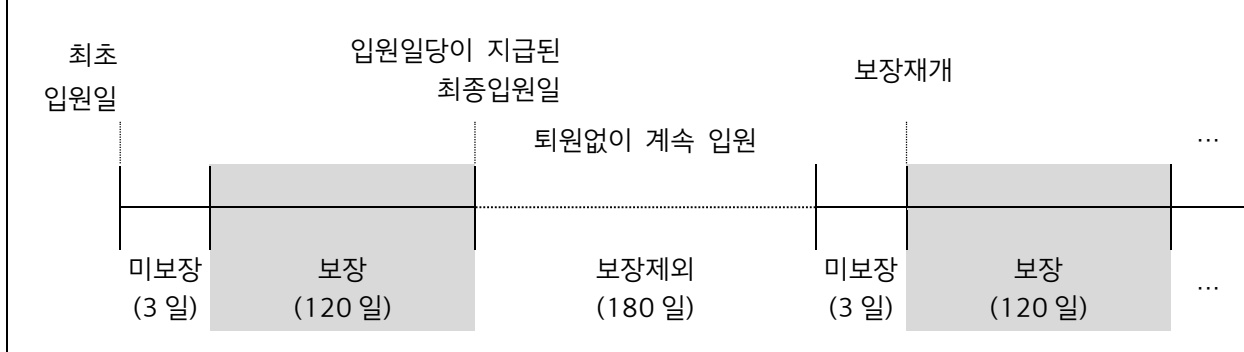 최초
입원일
입원일당이 지급된
최종입원일
보장재개
퇴원없이 계속 입원
…
미보장
(3 일)
보장
(120 일)
보장제외
(180 일)
미보장
(3 일)
보장
(120 일)
…